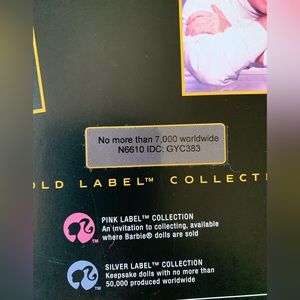 No more than 7,000 worldwide
N6610 IDC: GYC383
OLD LABEL™ COLLECTI
PINK LABEL™ COLLECTION
An invitation to collecting, available
where Barbie® dolls are sold
TM
SILVER LABEL™ COLLECTION
Keepsake dolls with no more than
50,000 produced worldwide
TM